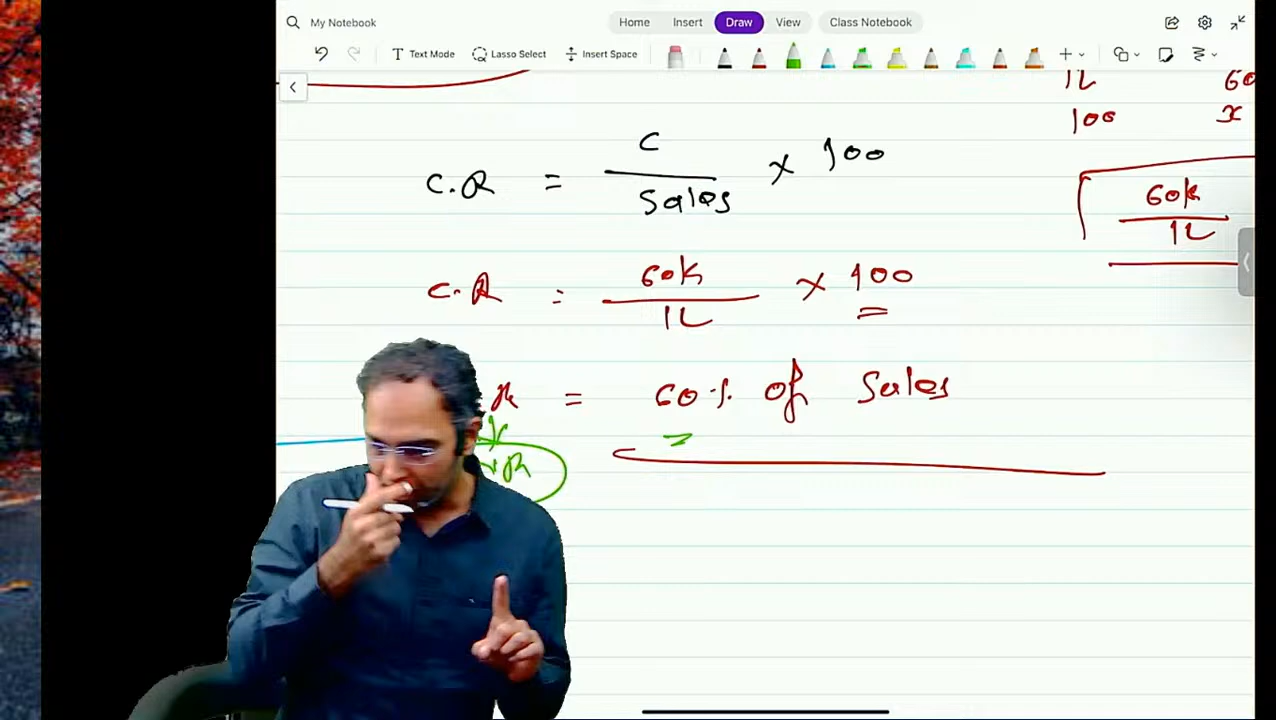 My Notebook
Home Insert Draw View Class Notebook
Text Mode Lasso Select Insert Space
1L 60
100 x
C.R = C / Sales × 100
60k / 1L
C.R = 60k / 1L × 100
R = 60% of Sales
R